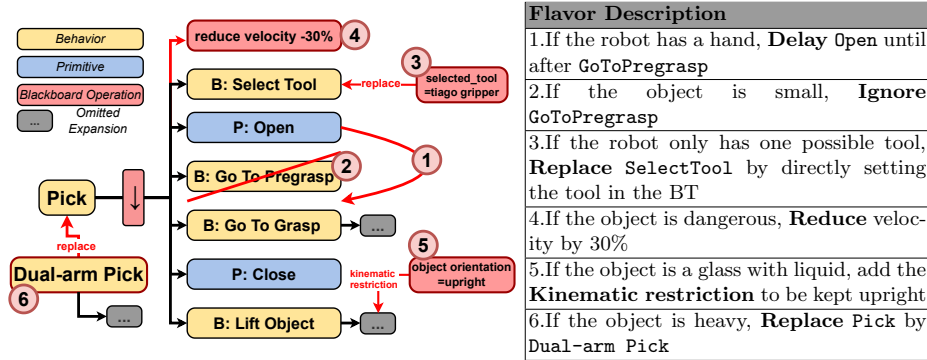 Behavior
Primitive
Blackboard Operation
...
Omitted
Expansion
reduce velocity -30%
4
B: Select Tool
replace
3
selected_tool
=tiago gripper
P: Open
1
B: Go To Pregrasp
2
Pick
↓
B: Go To Grasp
...
replace
Dual-arm Pick
6
...
P: Close
kinematic
restriction
5
object orientation
=upright
B: Lift Object
...
Flavor Description
1.If the robot has a hand, Delay Open until
after GoToPregrasp
2.If the object is small, Ignore
GoToPregrasp
3.If the robot only has one possible tool,
Replace SelectTool by directly setting
the tool in the BT
4.If the object is dangerous, Reduce veloc-
ity by 30%
5.If the object is a glass with liquid, add the
Kinematic restriction to be kept upright
6.If the object is heavy, Replace Pick by
Dual-arm Pick